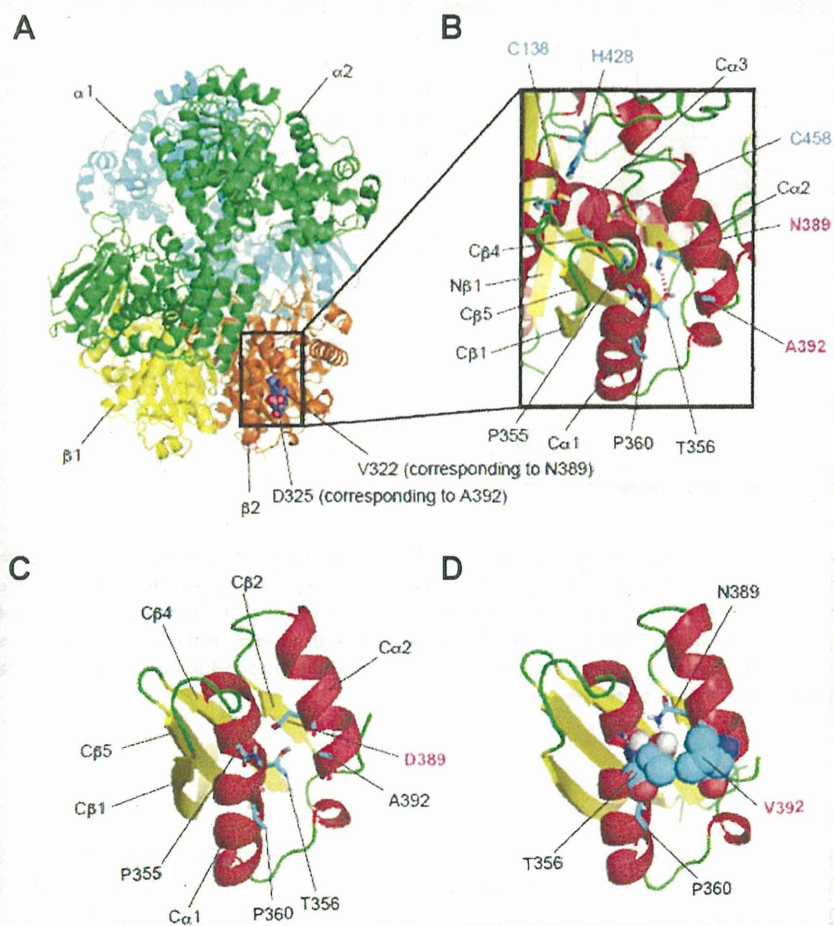 A
α1
α2
β1
β2
V322 (corresponding to N389)
D325 (corresponding to A392)
B
C138
H428
Cα3
C458
Cα2
N389
Cβ4
Nβ1
Cβ5
Cβ1
A392
P355
Cα1
P360
T356
C
Cβ2
Cβ4
Cα2
Cβ5
D389
Cβ1
A392
P355
Cα1
P360
T356
D
N389
V392
T356
P360